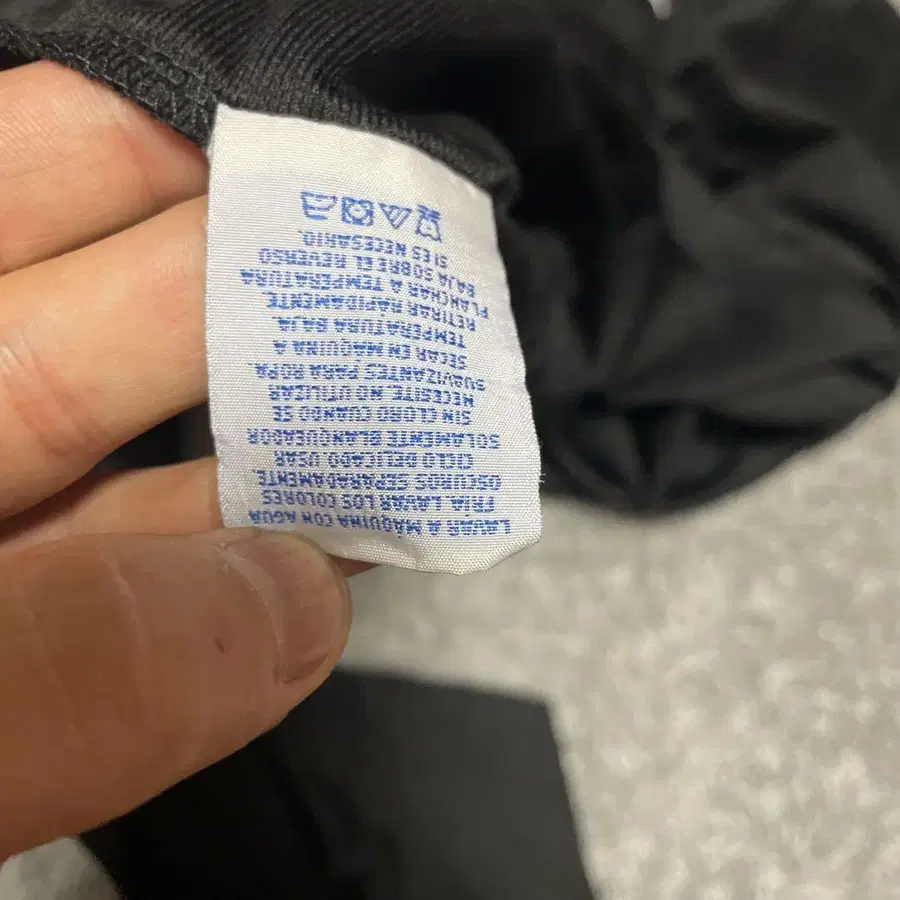 LAVAR A MÁQUINA CON AGUA
FRÍA. LAVAR LOS COLORES
OSCUROS SEPARADAMENTE
CICLO DELICADO USAR
SOLAMENTE BLANQUEADOR
SIN CLORO CUANDO SE
NECESITE NO UTILIZAR
SUAVIZANTES PARA ROPA
SECAR EN MÁQUINA A
TEMPERATURA BAJA.
RETIRAR RÁPIDAMENTE
PLANCHAR A TEMPERATURA
BAJA SOBRE EL REVERSO
SI ES NECESARIO.